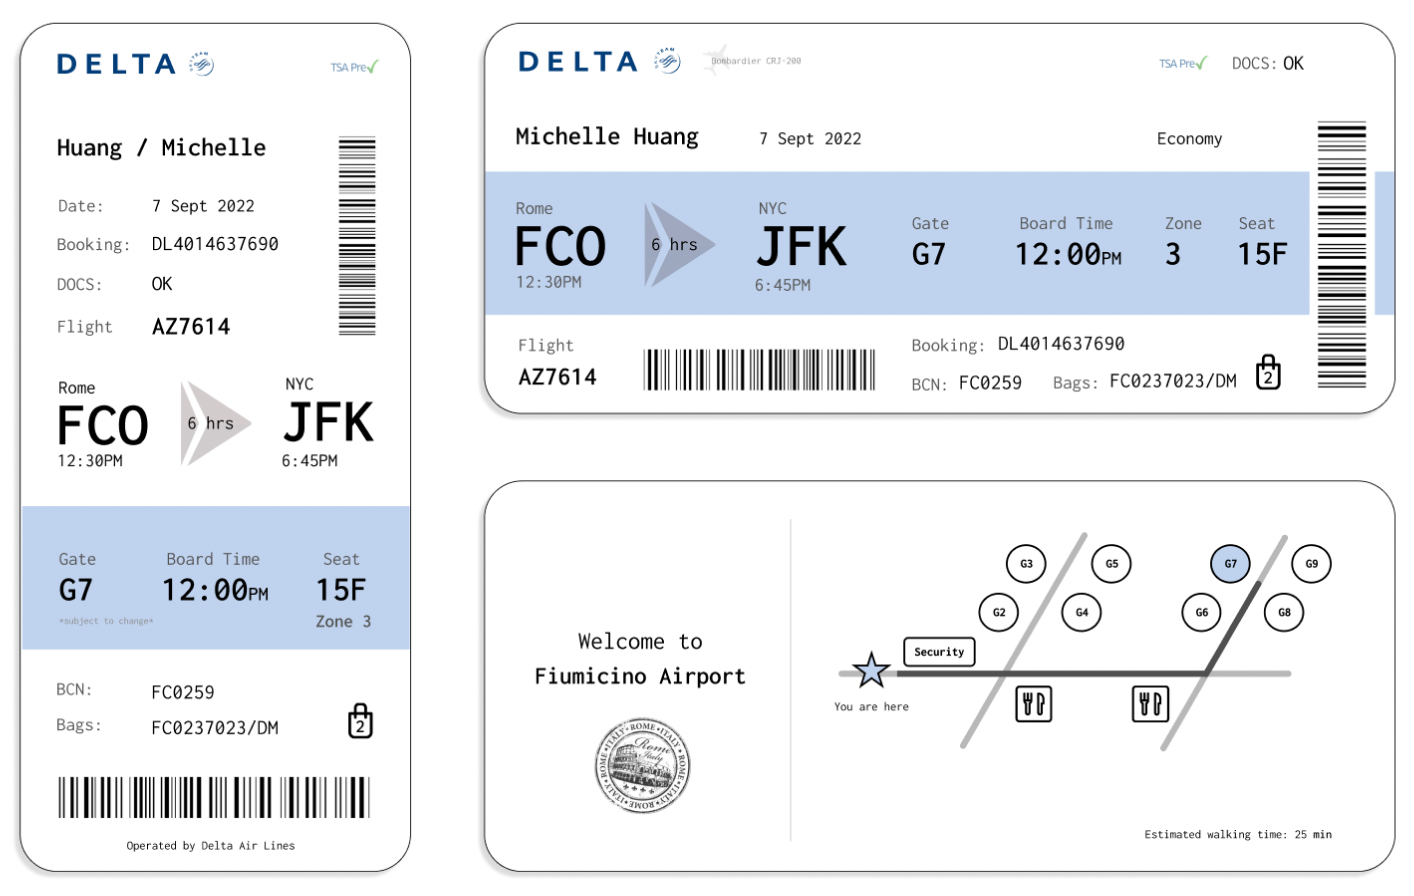 DELTA
SKYTEAM
TSA Pre✓
Huang / Michelle
Date: 7 Sept 2022
Booking: DL4014637690
DOCS: OK
Flight AZ7614
Rome NYC
FCO 6 hrs JFK
12:30PM 6:45PM
Gate Board Time Seat
G7 12:00PM 15F
*subject to change* Zone 3
BCN: FC0259
Bags: FC0237023/DM 2
Operated by Delta Air Lines
DELTA
SKYTEAM
Bombardier CRJ-200
TSA Pre✓ DOCS: OK
Michelle Huang 7 Sept 2022 Economy
Rome NYC
FCO 6 hrs JFK
12:30PM 6:45PM
Gate Board Time Zone Seat
G7 12:00PM 3 15F
Flight
AZ7614
Booking: DL4014637690
BCN: FC0259 Bags: FC0237023/DM 2
Welcome to
Fiumicino Airport
ROME ITALY ROME ITALY ROME ITALY ROME ITALY
Rome
Italy
G3 G5 G7 G9
G2 G4 G6 G8
Security
You are here
Estimated walking time: 25 min